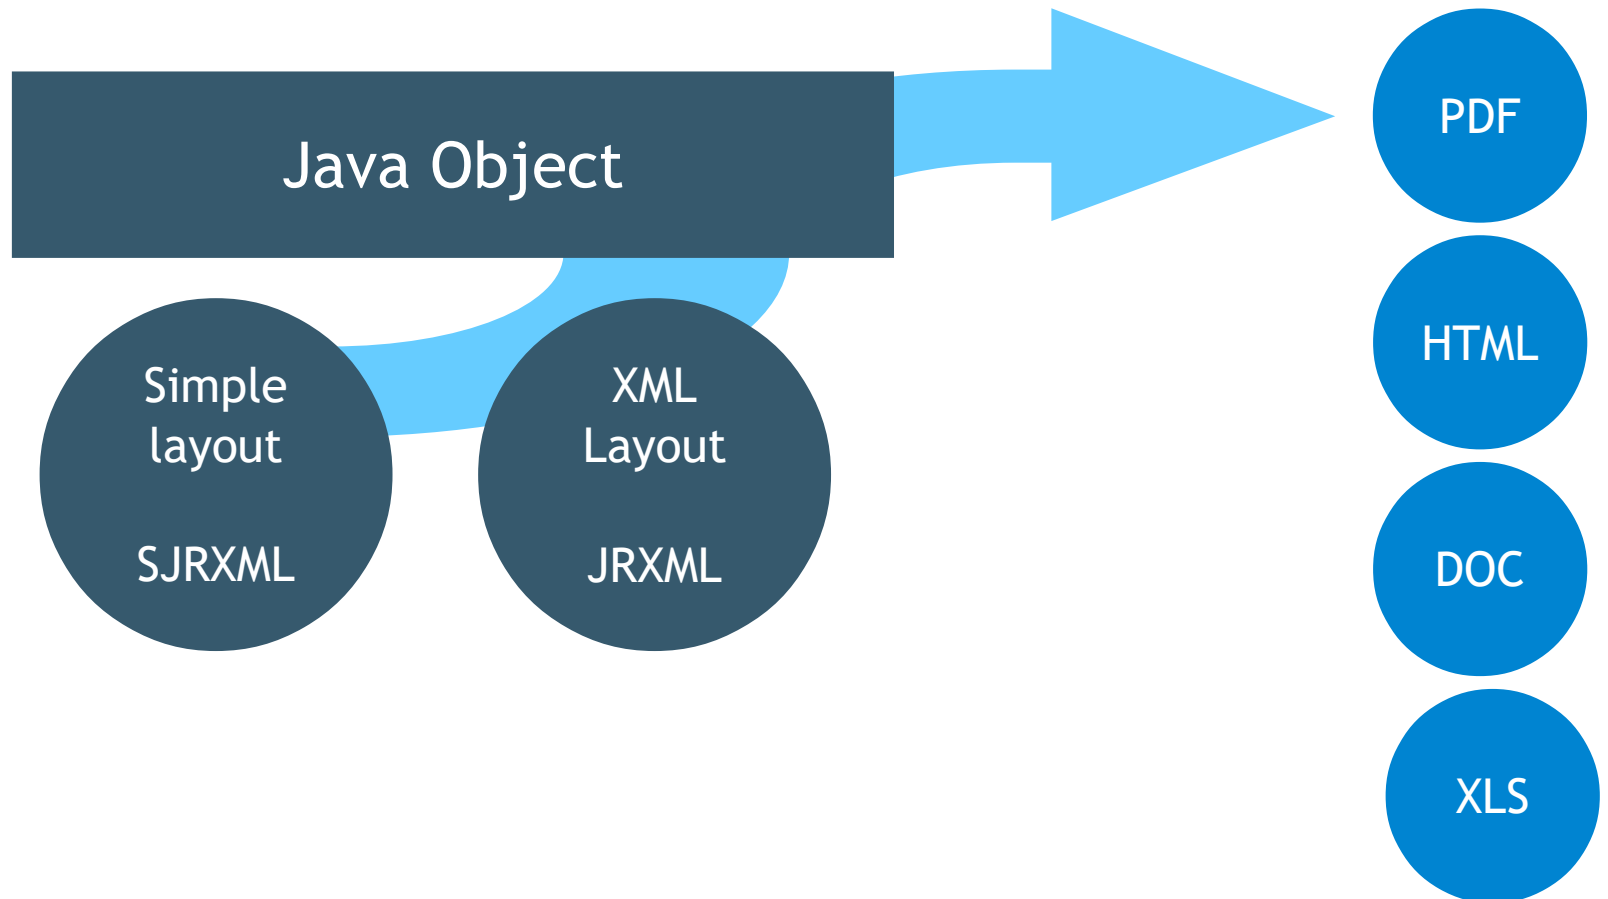 Java Object
Simple
layout
SJRXML
XML
Layout
JRXML
PDF
HTML
DOC
XLS